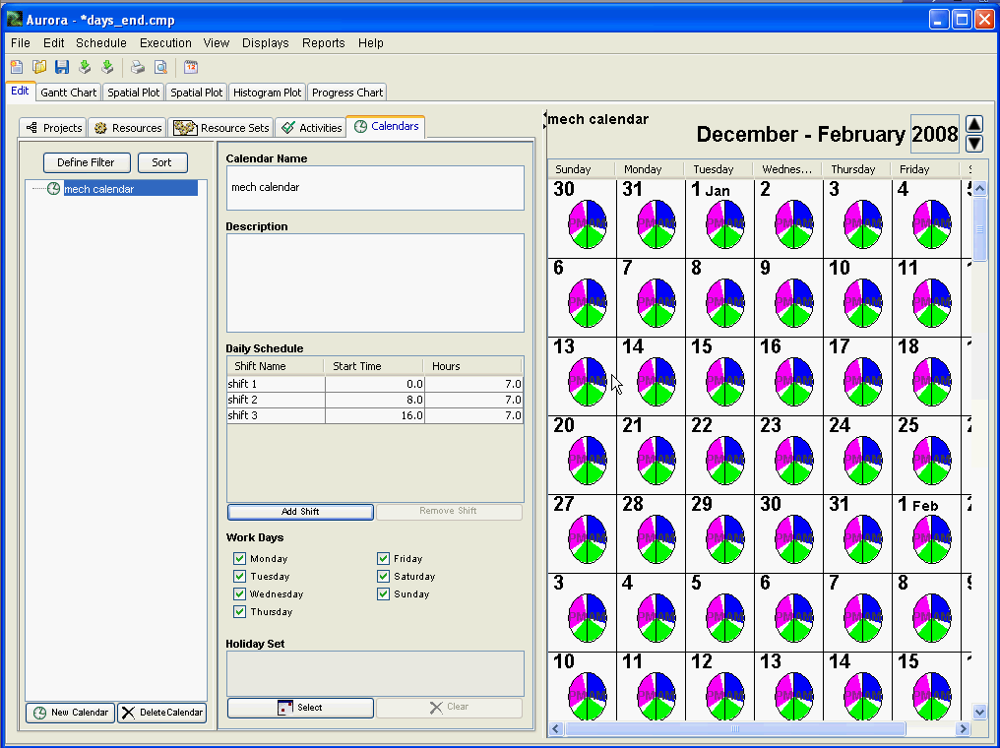 Aurora - *days_end.cmp
File Edit Schedule Execution View Displays Reports Help
12
Edit Gantt Chart Spatial Plot Spatial Plot Histogram Plot Progress Chart
Projects Resources Resource Sets Activities Calendars
Define Filter Sort
mech calendar
New Calendar Delete Calendar
Calendar Name
mech calendar
Description
Daily Schedule
Shift Name Start Time Hours
shift 1 0.0 7.0
shift 2 8.0 7.0
shift 3 16.0 7.0
Add Shift Remove Shift
Work Days
Monday Friday
Tuesday Saturday
Wednesday Sunday
Thursday
Holiday Set
Select Clear
mech calendar
December - February 2008
Sunday Monday Tuesday Wednes... Thursday Friday
30 31 1 Jan 2 3 4
6 7 8 9 10 11
13 14 15 16 17 18
20 21 22 23 24 25
27 28 29 30 31 1 Feb
3 4 5 6 7 8
10 11 12 13 14 15